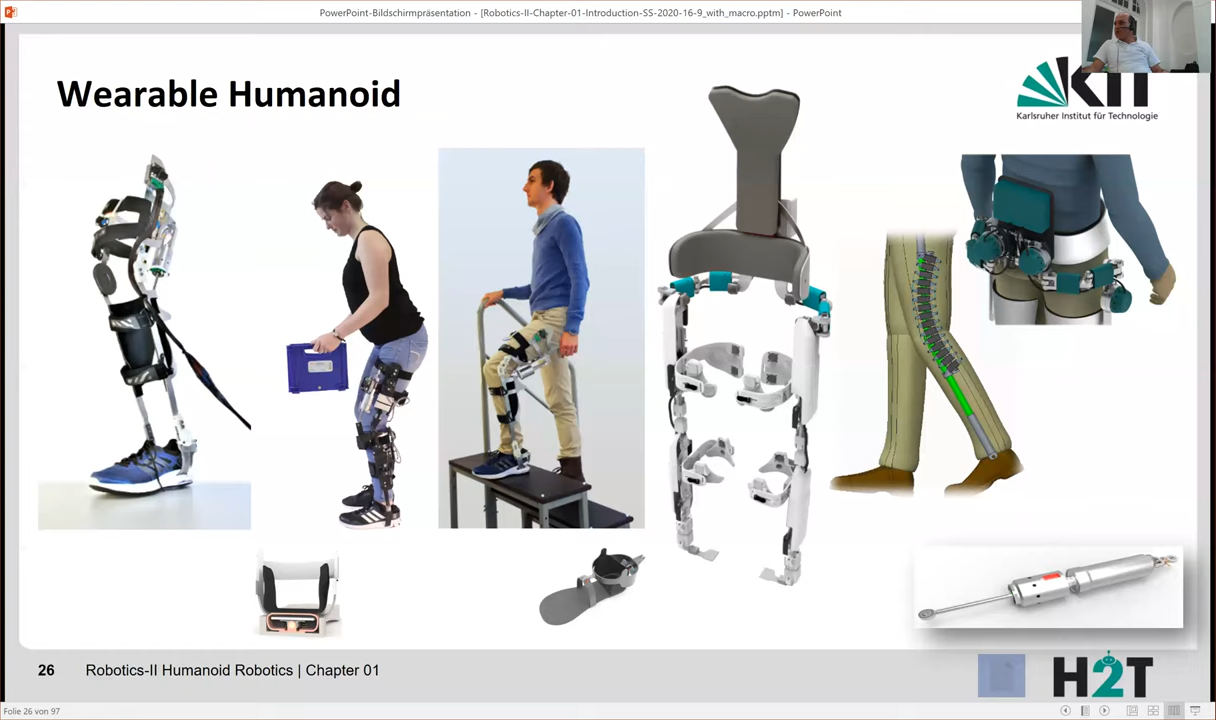 PowerPoint-Bildschirmpräsentation - [Robotics-II-Chapter-01-Introduction-SS-2020-16-9_with_macro.pptm] - PowerPoint
Wearable Humanoid
KIT
Karlsruher Institut für Technologie
26 Robotics-II Humanoid Robotics | Chapter 01
H2T
Folie 26 von 97